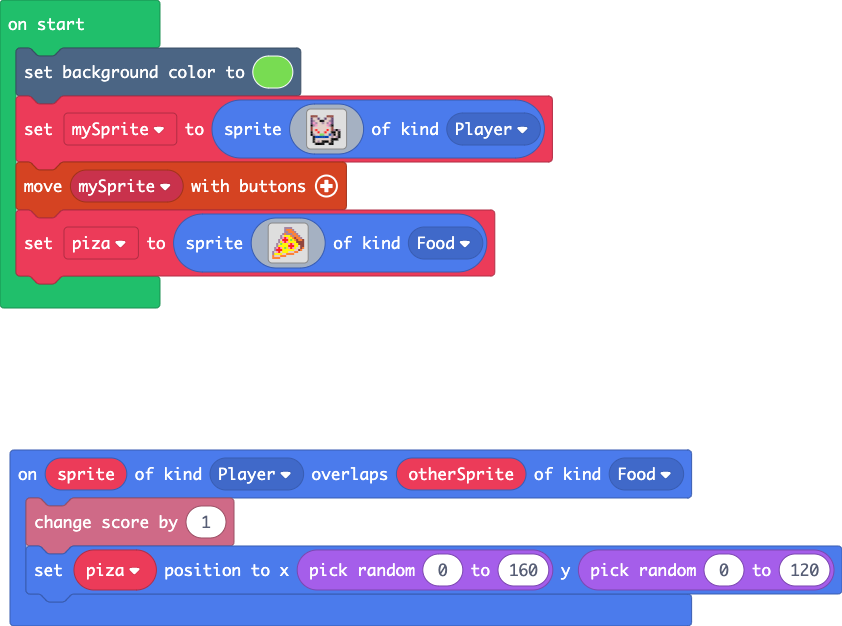 on start
set background color to
set mySprite to sprite of kind Player
move mySprite with buttons
set piza to sprite of kind Food
on sprite of kind Player overlaps otherSprite of kind Food
change score by 1
set piza position to x pick random 0 to 160 y pick random 0 to 120